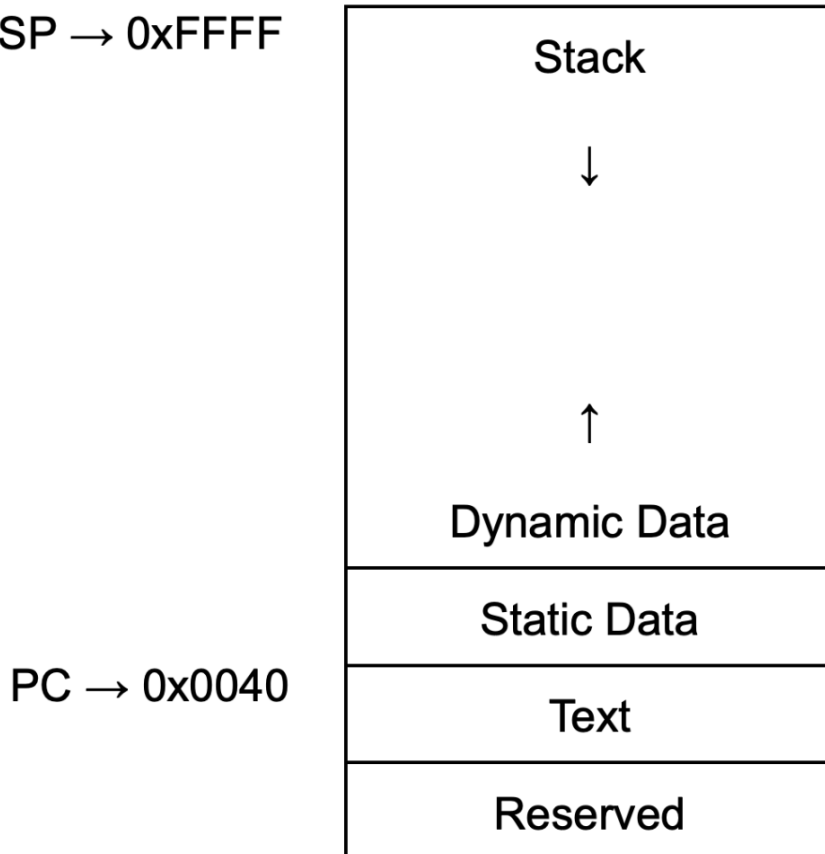 SP → 0xFFFF
Stack
↓
↑
Dynamic Data
Static Data
PC → 0x0040
Text
Reserved